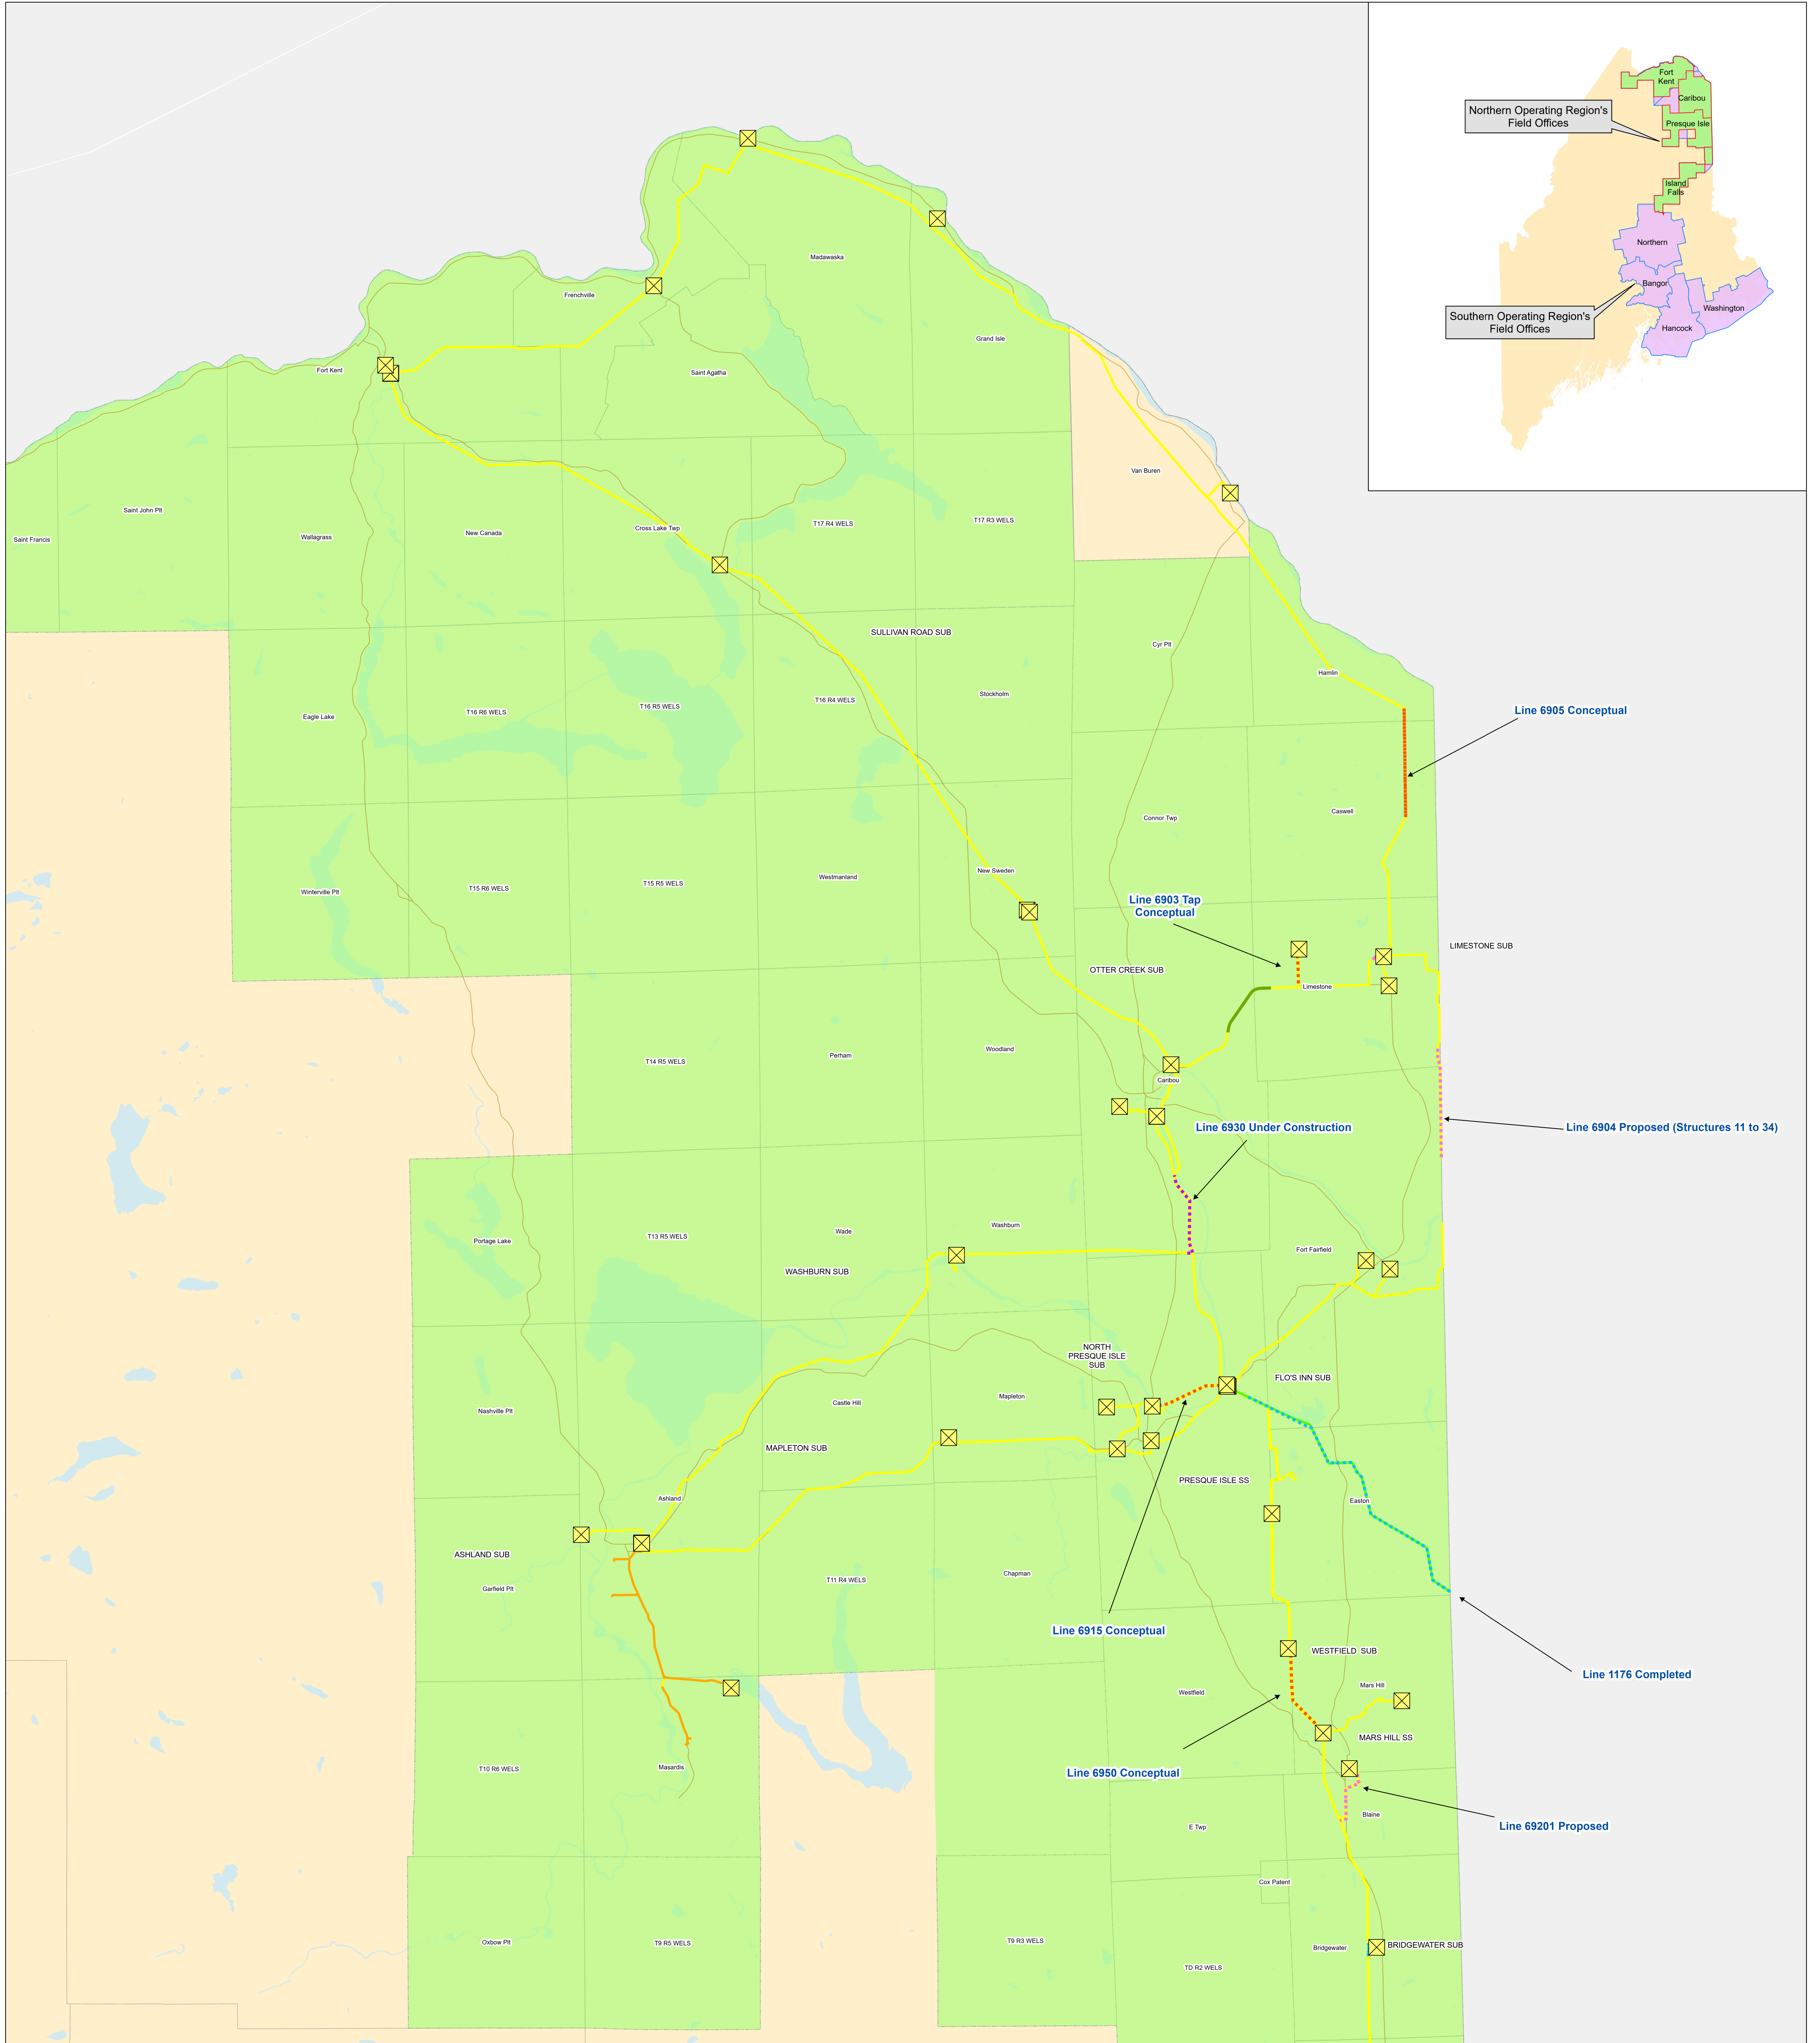 Fort
Kent
Caribou
Northern Operating Region's
Field Offices
Presque Isle
Island
Falls
Northern
Bangor
Washington
Southern Operating Region's
Field Offices
Hancock
Madawaska
Frenchville
Grand Isle
Fort Kent
Saint Agatha
Van Buren
Saint John Plt
T17 R4 WELS
T17 R3 WELS
Cross Lake Twp
New Canada
Wallagrass
Saint Francis
SULLIVAN ROAD SUB
Cyr Plt
Hamlin
Stockholm
T16 R4 WELS
T16 R5 WELS
T16 R6 WELS
Eagle Lake
Line 6905 Conceptual
Caswell
Connor Twp
New Sweden
Westmanland
T15 R5 WELS
T15 R6 WELS
Winterville Plt
Line 6903 Tap
Conceptual
LIMESTONE SUB
OTTER CREEK SUB
Limestone
Woodland
Perham
T14 R5 WELS
Caribou
Line 6930 Under Construction
Line 6904 Proposed (Structures 11 to 34)
Washburn
Wade
T13 R5 WELS
Portage Lake
Fort Fairfield
WASHBURN SUB
NORTH
PRESQUE ISLE
SUB
FLO'S INN SUB
Mapleton
Castle Hill
Nashville Plt
MAPLETON SUB
PRESQUE ISLE SS
Ashland
Easton
ASHLAND SUB
Garfield Plt
T11 R4 WELS
Chapman
Line 6915 Conceptual
WESTFIELD SUB
Line 1176 Completed
Westfield
Mars Hill
MARS HILL SS
T10 R6 WELS
Masardis
Line 6950 Conceptual
Blaine
E Twp
Line 69201 Proposed
Cox Patent
Oxbow Plt
T9 R5 WELS
T9 R3 WELS
Bridgewater
BRIDGEWATER SUB
TD R2 WELS